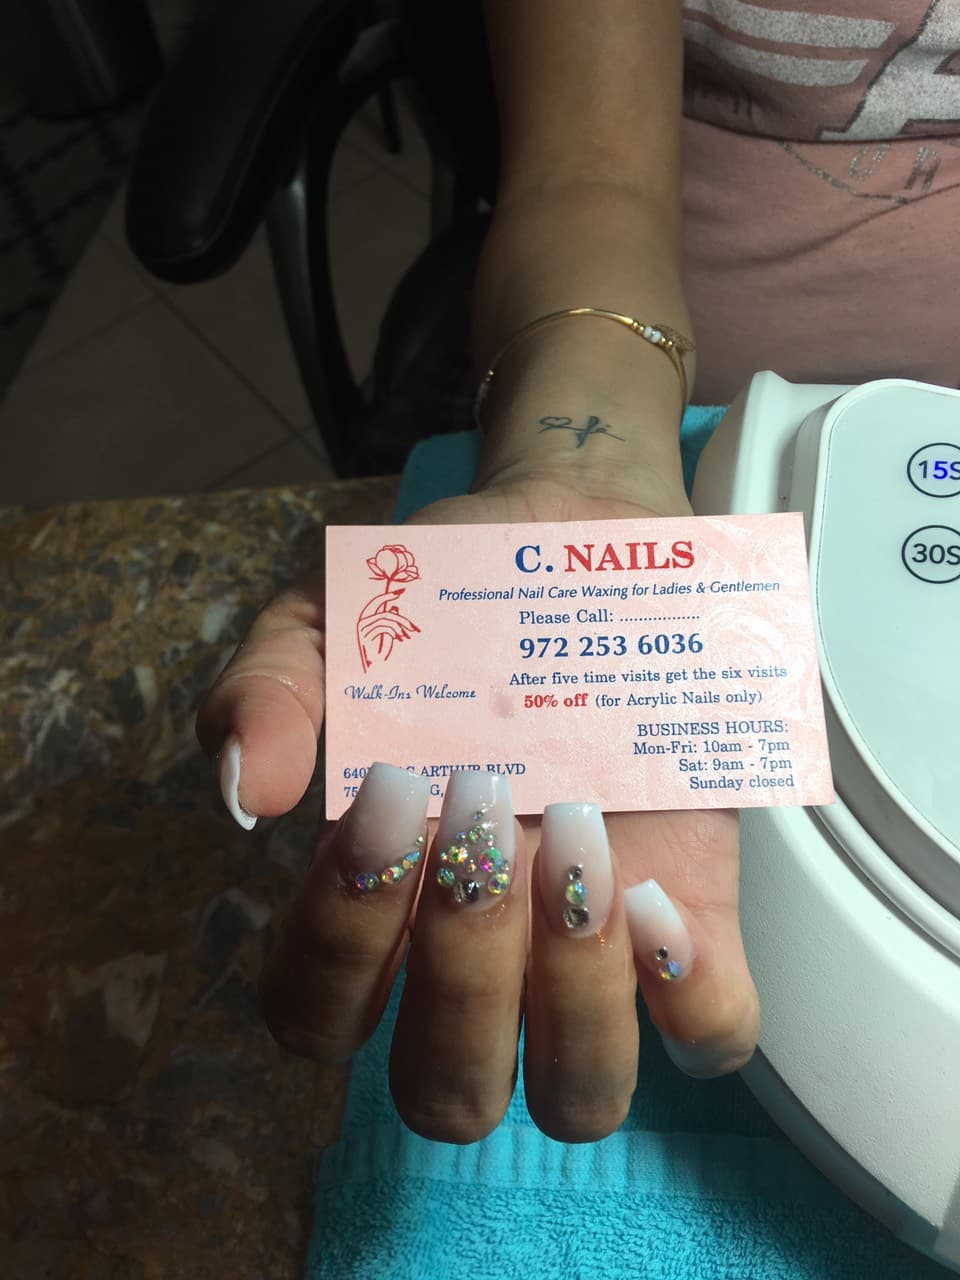 C. NAILS
Professional Nail Care Waxing for Ladies & Gentlemen
Please Call: ..................
972 253 6036
After five time visits get the six visits
50% off (for Acrylic Nails only)
Walk-Ins Welcome
BUSINESS HOURS:
Mon-Fri: 10am - 7pm
Sat: 9am - 7pm
Sunday closed
ARTHUR BLVD
15S
30S